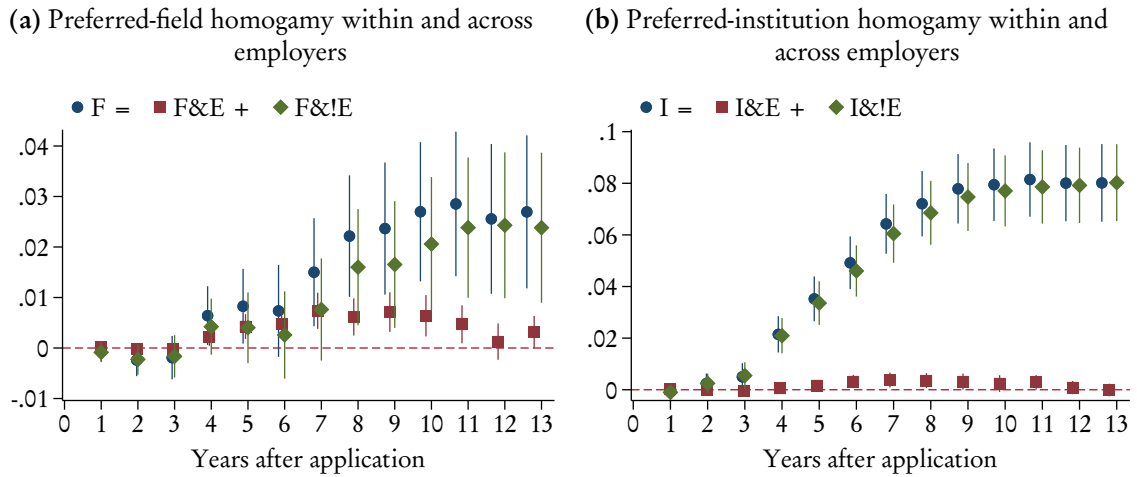 (a) Preferred-field homogamy within and across
employers
F = F&E + F&!E
.04
.03
.02
.01
0
-.01
0 1 2 3 4 5 6 7 8 9 10 11 12 13
Years after application
(b) Preferred-institution homogamy within and
across employers
I = I&E + I&!E
.1
.08
.06
.04
.02
0
0 1 2 3 4 5 6 7 8 9 10 11 12 13
Years after application